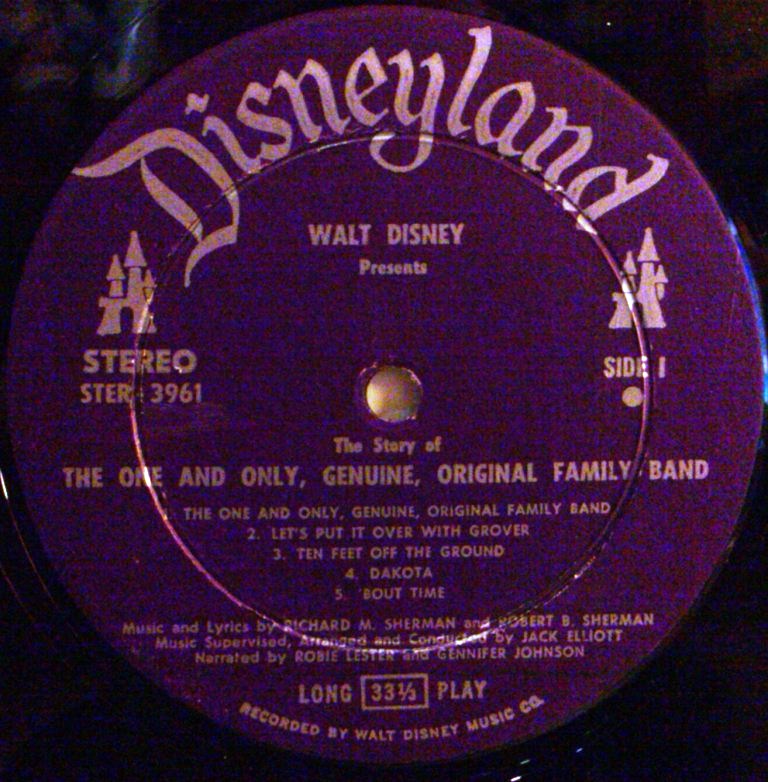 Disneyland
WALT DISNEY
Presents
STEREO
STER-3961
SIDE 1
The Story of
THE ONE AND ONLY, GENUINE, ORIGINAL FAMILY BAND
1. THE ONE AND ONLY, GENUINE, ORIGINAL FAMILY BAND
2. LET'S PUT IT OVER WITH GROVER
3. TEN FEET OFF THE GROUND
4. DAKOTA
5. 'BOUT TIME
Music and Lyrics by RICHARD M. SHERMAN and ROBERT B. SHERMAN
Music Supervised, Arranged and Conducted by JACK ELLIOTT
Narrated by ROBIE LESTER and GENNIFER JOHNSON
LONG 33⅓ PLAY
RECORDED BY WALT DISNEY MUSIC CO.